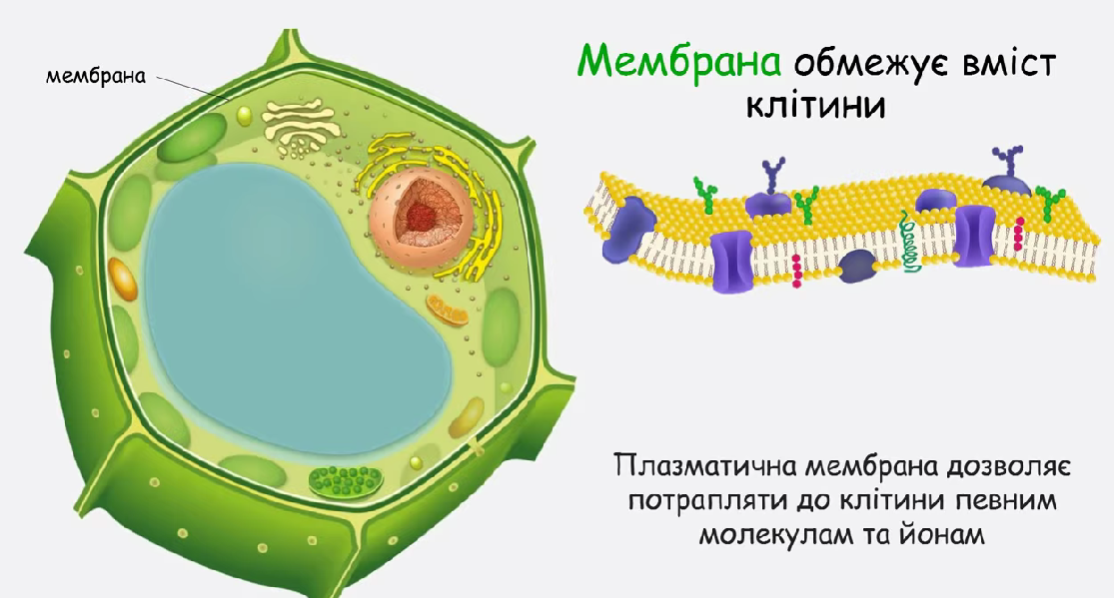 мембрана
Мембрана обмежує вміст
клітини
Плазматична мембрана дозволяє
потрапляти до клітини певним
молекулам та йонам